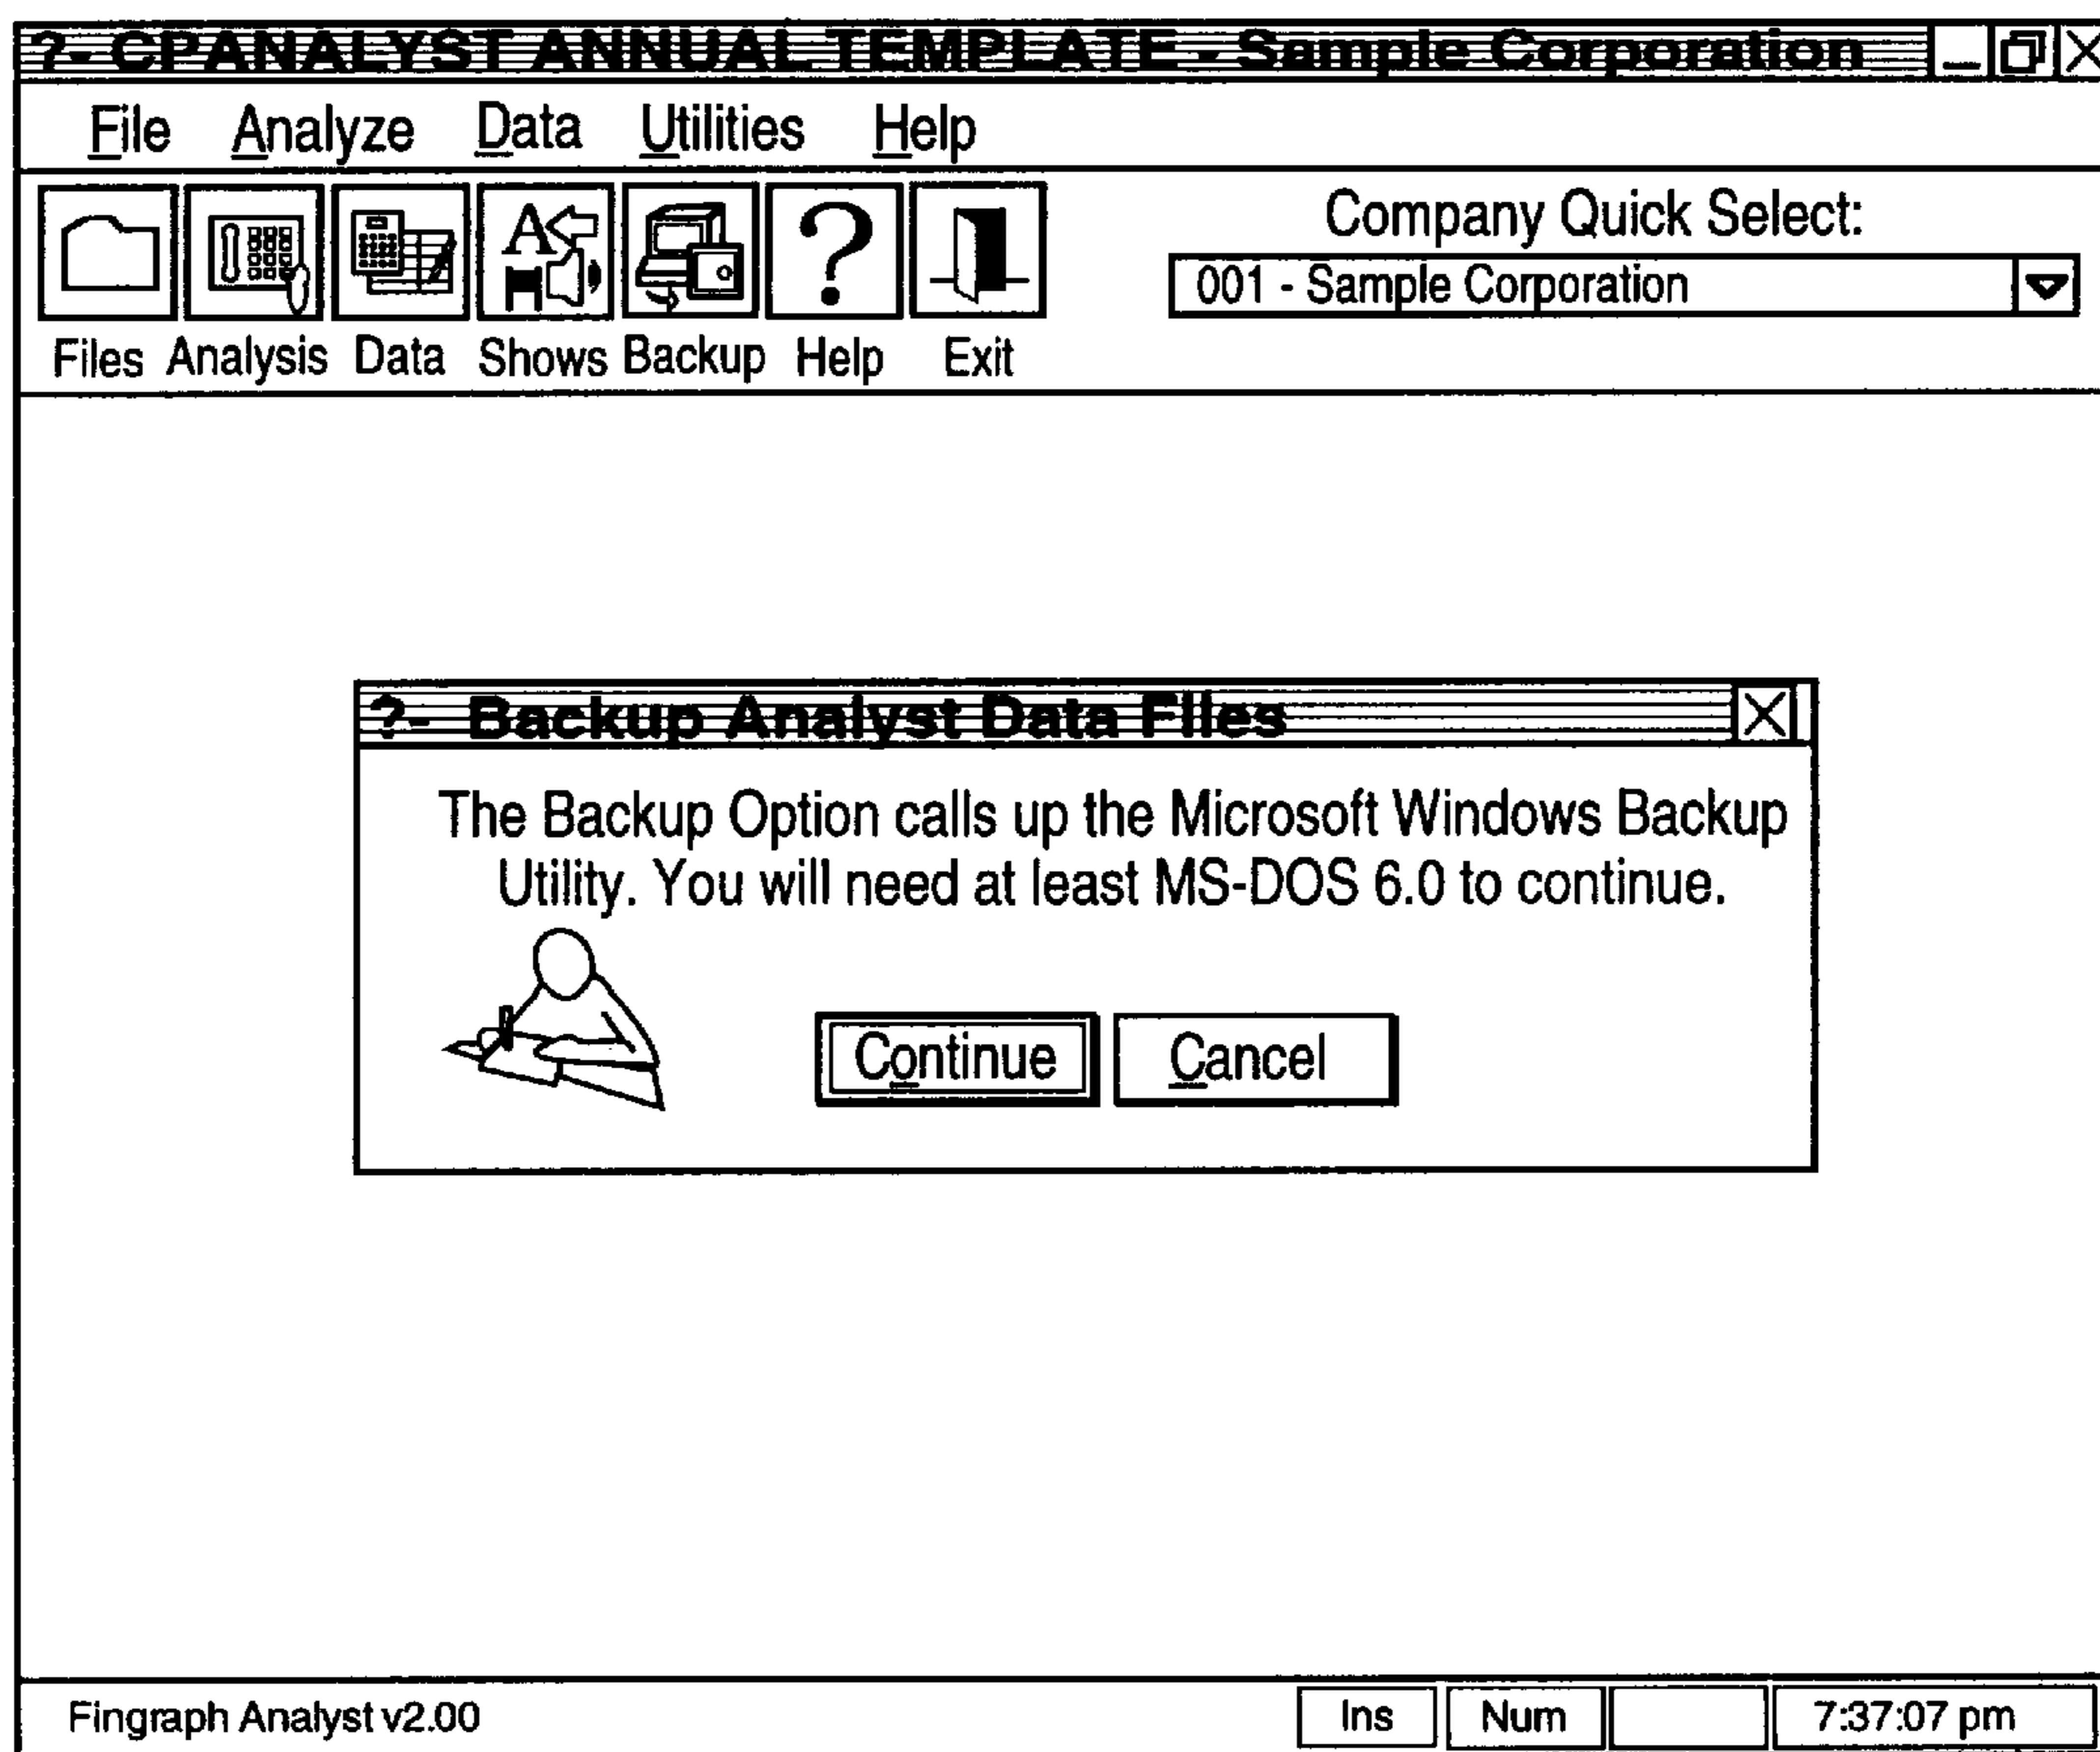 ?- CPANALYST ANNUAL TEMPLATE - Sample Corporation
File Analyze Data Utilities Help
Company Quick Select:
001 - Sample Corporation
Files Analysis Data Shows Backup Help Exit
?- Backup Analyst Data Files
The Backup Option calls up the Microsoft Windows Backup
Utility. You will need at least MS-DOS 6.0 to continue.
Continue Cancel
Fingraph Analyst v2.00 Ins Num 7:37:07 pm